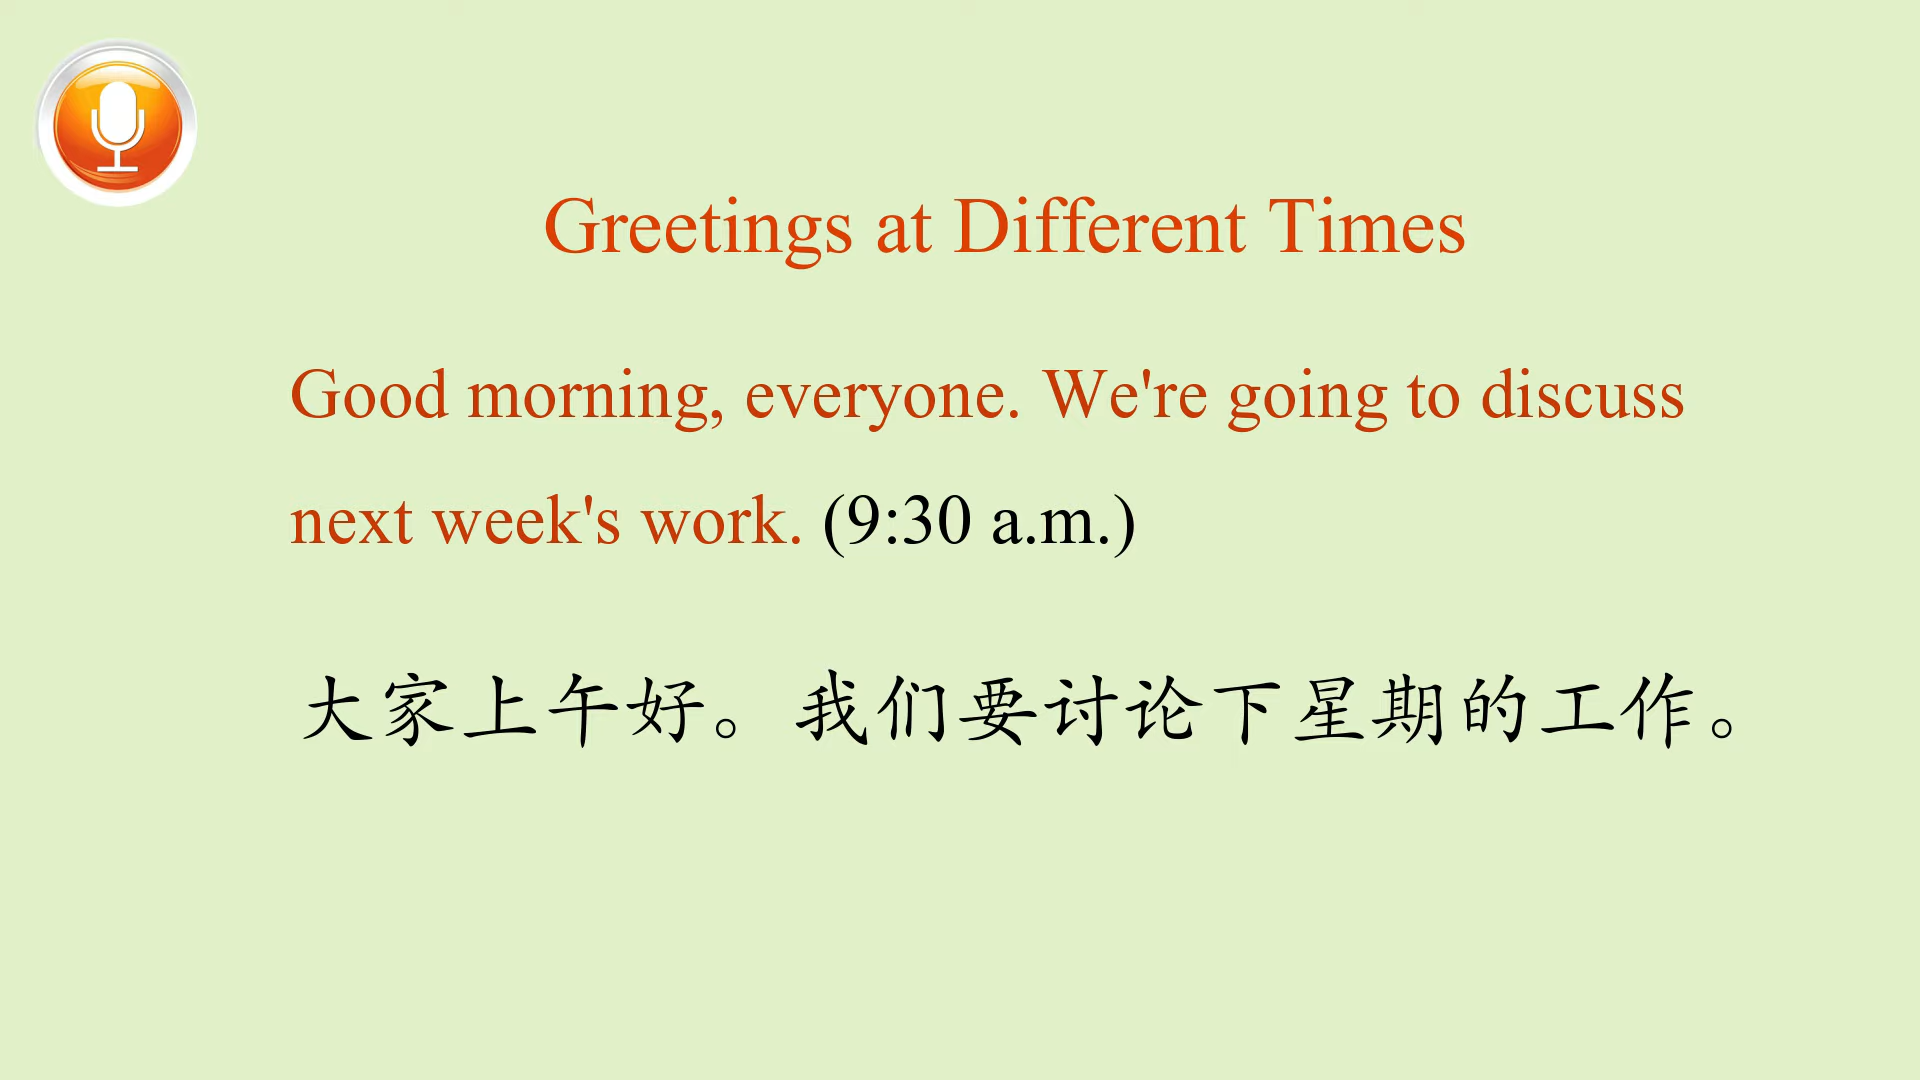 Greetings at Different Times
Good morning, everyone. We're going to discuss
next week's work. (9:30 a.m.)
大家上午好。我们要讨论下星期的工作。